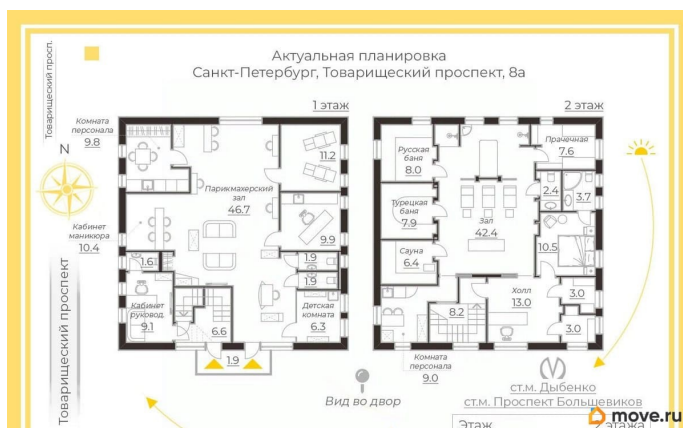 Актуальная планировка
Санкт-Петербург, Товарищеский проспект, 8а
Товарищеский просп.
1 этаж
2 этаж
Комната
персонала
9.8
N
11.2
Парикмахерский
зал
46.7
Кабинет
маникюра
10.4
9.9
1.6
1.9
1.9
Кабинет
руковод.
9.1
6.6
Детская
комната
6.3
1.9
Русская
баня
8.0
Прачечная
7.6
2.4
3.7
Турецкая
баня
7.9
Зал
42.4
10.5
Сауна
6.4
Холл
13.0
3.0
3.0
8.2
Комната
персонала
9.0
Товарищеский проспект
Вид во двор
ст.м. Дыбенко
ст.м. Проспект Большевиков
Этаж
2 этажа
move.ru